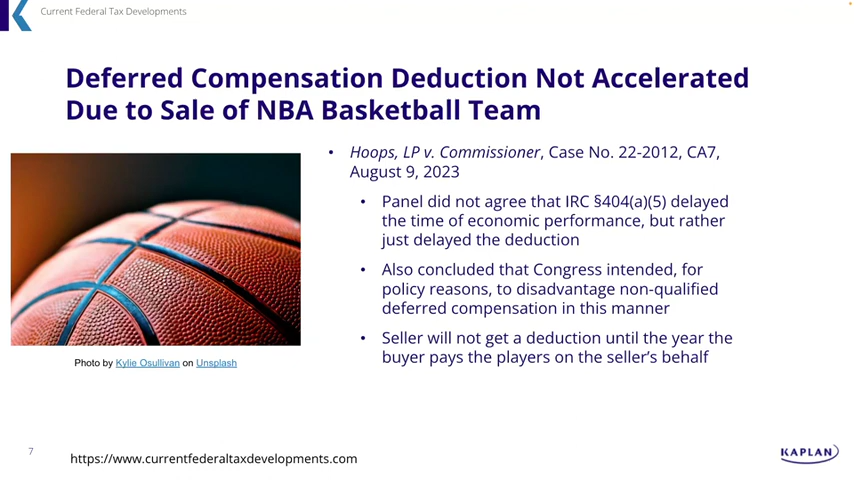 Current Federal Tax Developments
Deferred Compensation Deduction Not Accelerated
Due to Sale of NBA Basketball Team
• Hoops, LP v. Commissioner, Case No. 22-2012, CA7,
August 9, 2023
• Panel did not agree that IRC §404(a)(5) delayed
the time of economic performance, but rather
just delayed the deduction
• Also concluded that Congress intended, for
policy reasons, to disadvantage non-qualified
deferred compensation in this manner
• Seller will not get a deduction until the year the
buyer pays the players on the seller’s behalf
Photo by Kylie Osullivan on Unsplash
7
https://www.currentfederaltaxdevelopments.com
KAPLAN